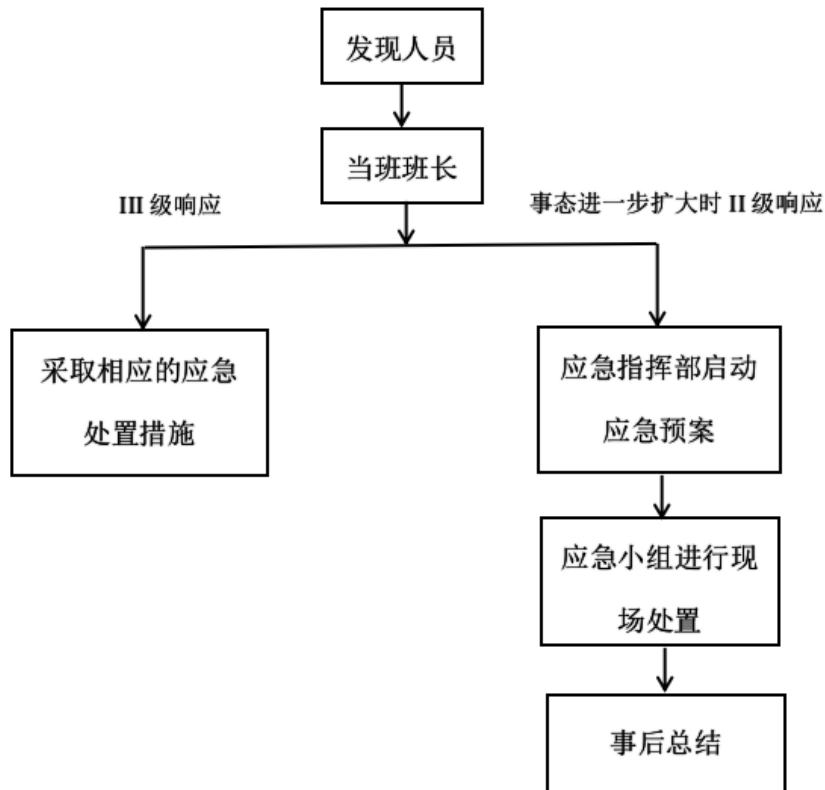 发现人员
当班班长
III 级响应
事态进一步扩大时 II 级响应
采取相应的应急
处置措施
应急指挥部启动
应急预案
应急小组进行现
场处置
事后总结